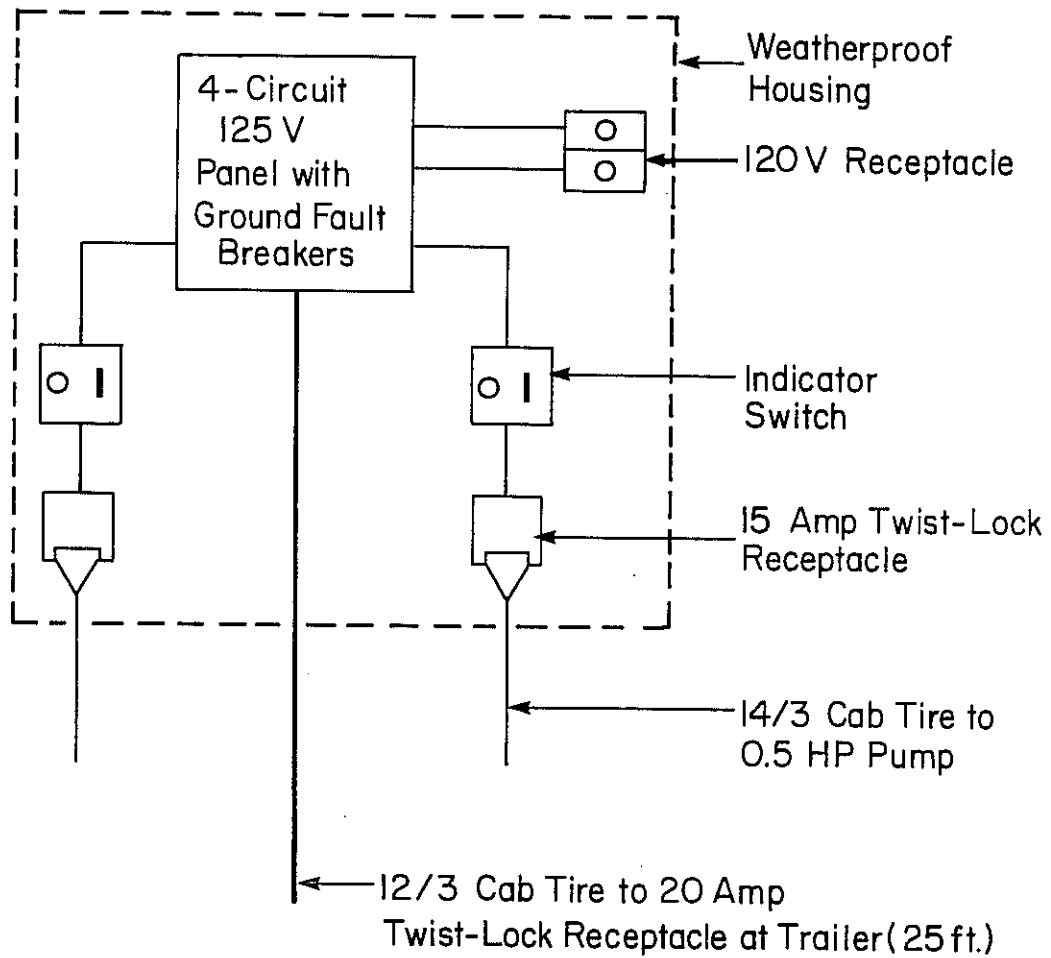 4-Circuit
125 V
Panel with
Ground Fault
Breakers
Weatherproof
Housing
120V Receptacle
Indicator
Switch
15 Amp Twist-Lock
Receptacle
14/3 Cab Tire to
0.5 HP Pump
12/3 Cab Tire to 20 Amp
Twist-Lock Receptacle at Trailer (25 ft.)